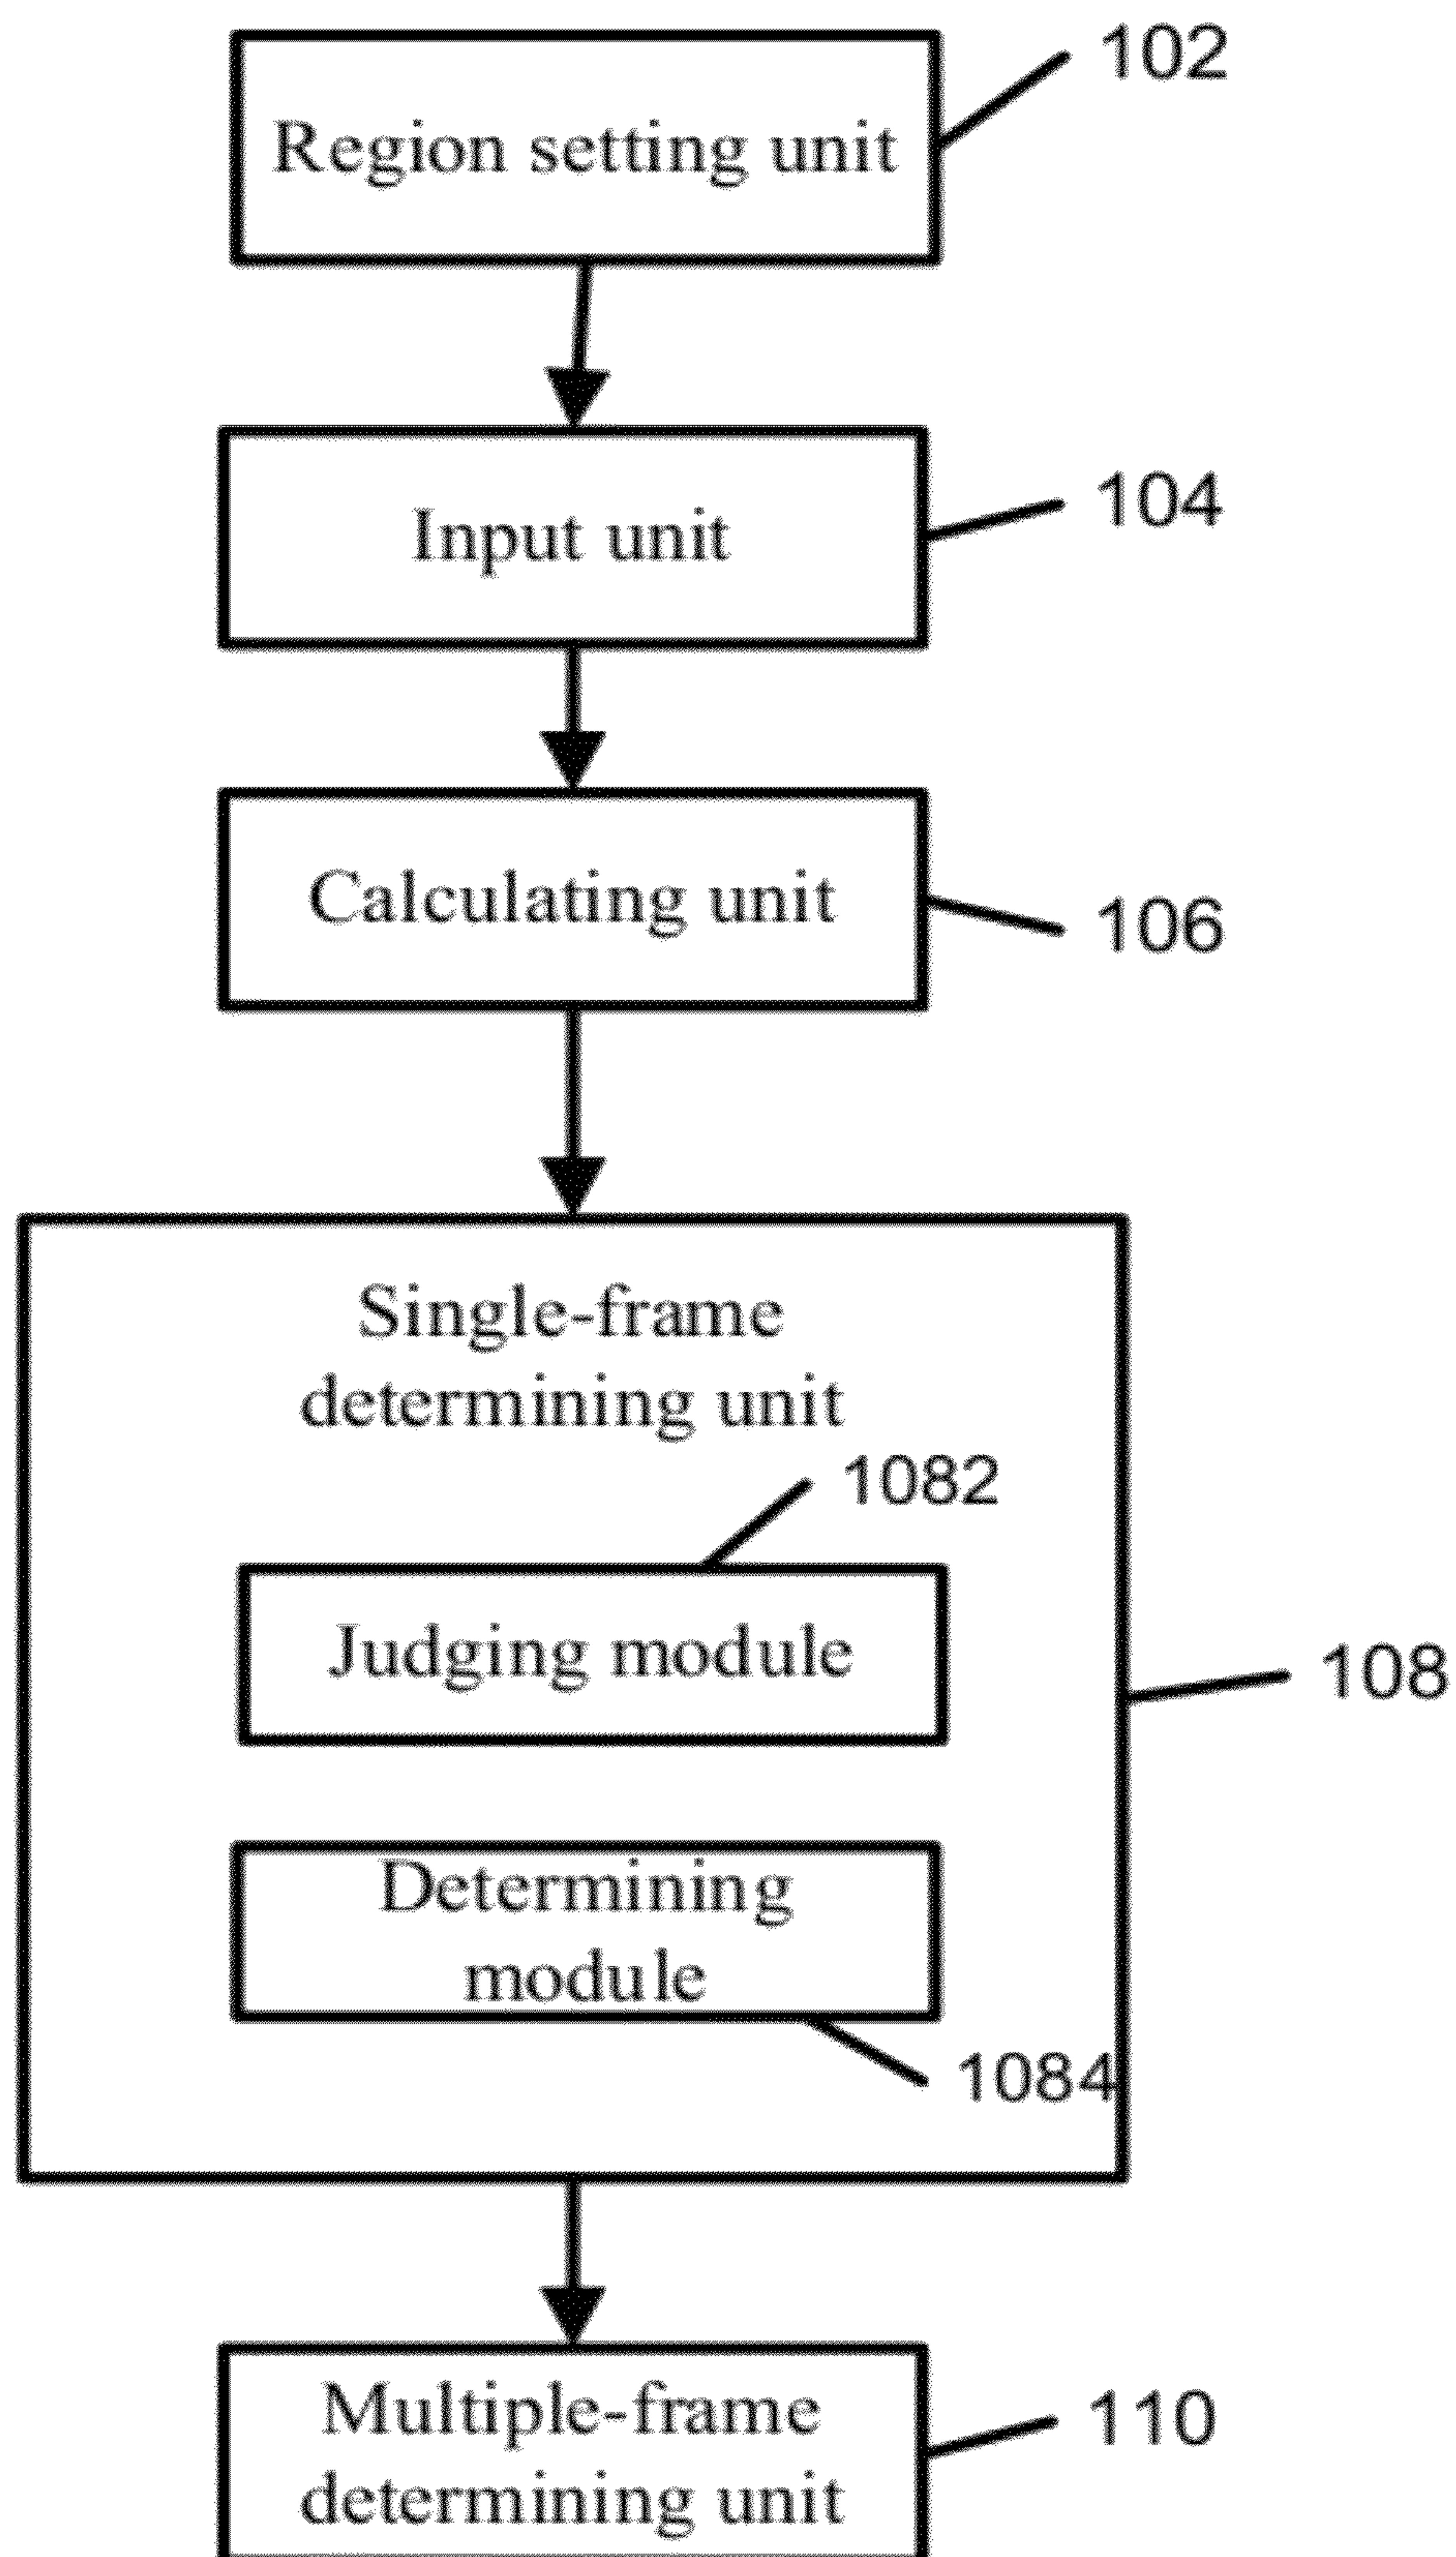 102
Region setting unit
104
Input unit
Calculating unit
106
Single-frame
determining unit
1082
Judging module
108
Determining
module
1084
Multiple-frame
110
determining unit